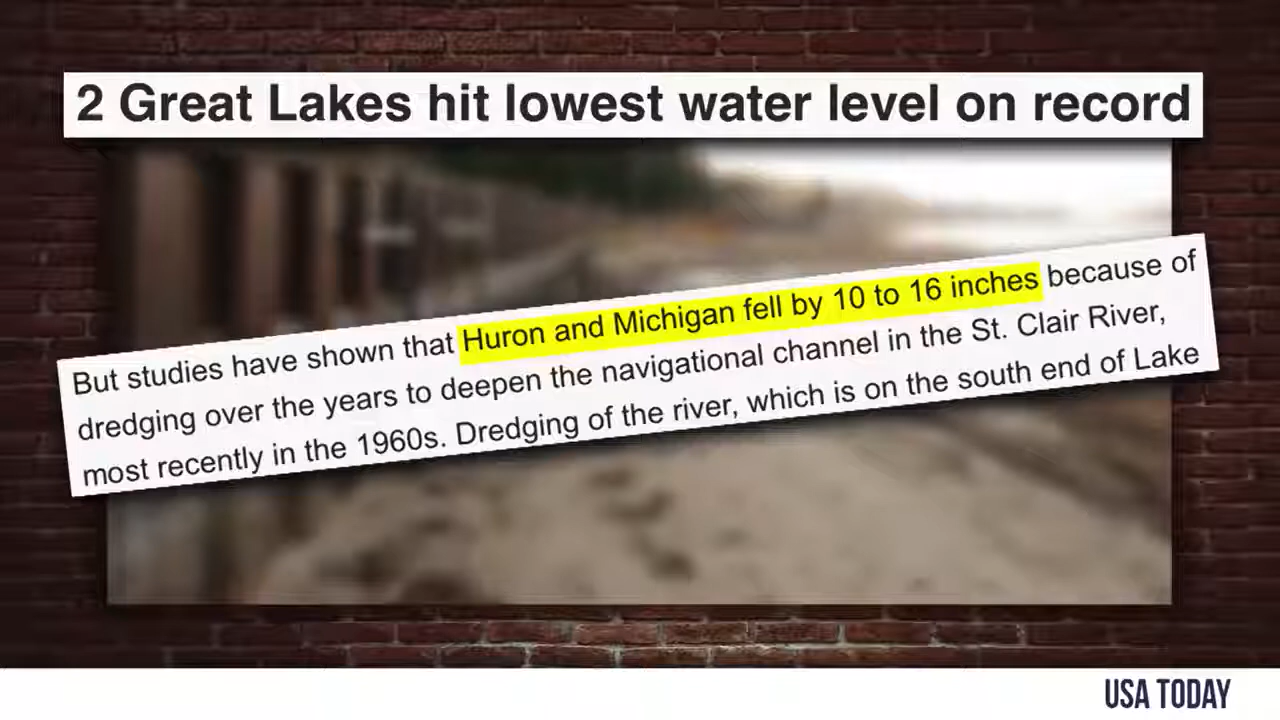 2 Great Lakes hit lowest water level on record
But studies have shown that Huron and Michigan fell by 10 to 16 inches because of
dredging over the years to deepen the navigational channel in the St. Clair River,
most recently in the 1960s. Dredging of the river, which is on the south end of Lake
USA TODAY